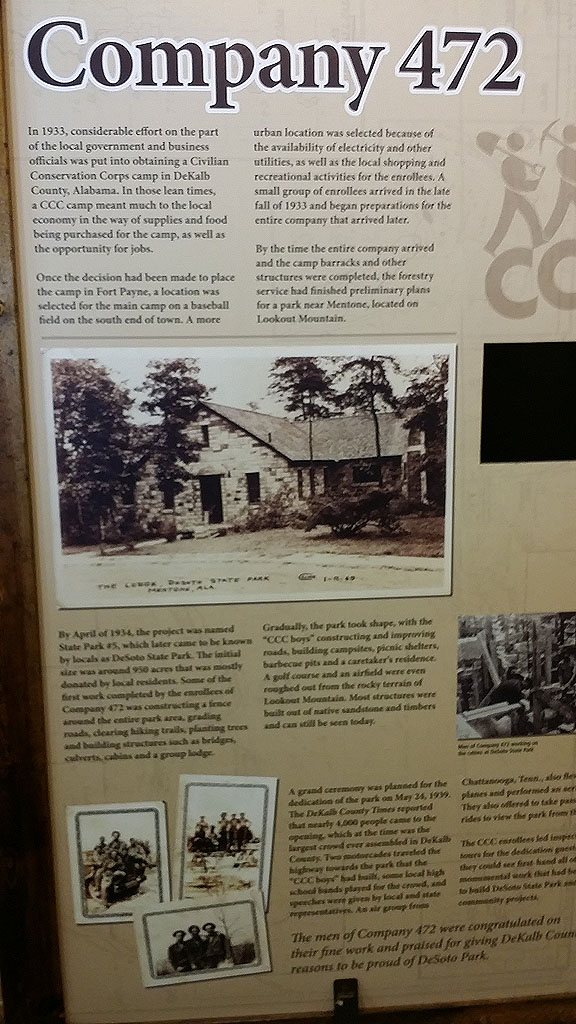 Company 472
In 1933, considerable effort on the part
of the local government and business
officials was put into obtaining a Civilian
Conservation Corps camp in DeKalb
County, Alabama. In those lean times,
a CCC camp meant much to the local
economy in the way of supplies and food
being purchased for the camp, as well as
the opportunity for jobs.
Once the decision had been made to place
the camp in Fort Payne, a location was
selected for the main camp on a baseball
field on the south end of town. A more
urban location was selected because of
the availability of electricity and other
utilities, as well as the local shopping and
recreational activities for the enrollees. A
small group of enrollees arrived in the late
fall of 1933 and began preparations for the
entire company that arrived later.
By the time the entire company arrived
and the camp barracks and other
structures were completed, the forestry
service had finished preliminary plans
for a park near Mentone, located on
Lookout Mountain.
CC
THE LODGE, DESOTO STATE PARK
MENTONE, ALA.
By April of 1934, the project was named
State Park #5, which later came to be known
by locals as DeSoto State Park. The initial
size was around 950 acres that was mostly
donated by local residents. Some of the
first work completed by the enrollees of
Company 472 was constructing a fence
around the entire park area, grading
roads, clearing hiking trails, planting trees
and building structures such as bridges,
culverts, cabins and a group lodge.
Gradually, the park took shape, with the
"CCC boys" constructing and improving
roads, building campsites, picnic shelters,
barbecue pits and a caretaker's residence.
A golf course and an airfield were even
roughed out from the rocky terrain of
Lookout Mountain. Most structures were
built out of native sandstone and timbers
and can still be seen today.
Men of Company 472 working on
the cabins at DeSoto State Park
A grand ceremony was planned for the
dedication of the park on May 24, 1939.
The DeKalb County Times reported
that nearly 4,000 people came to the
opening, which at the time was the
largest crowd ever assembled in DeKalb
County. Two motorcades traveled the
highway towards the park that the
"CCC boys" had built, some local high
school bands played for the crowd, and
speeches were given by local and state
representatives. An air group from
Chattanooga, Tenn., also
planes and performed an
They also offered to take
rides to view the park from
The CCC enrollees led
tours for the dedication
they could see first-hand all
monumental work that had
to build DeSoto State Park and
community projects.
The men of Company 472 were congratulated on
their fine work and praised for giving DeKalb
reasons to be proud of DeSoto Park.